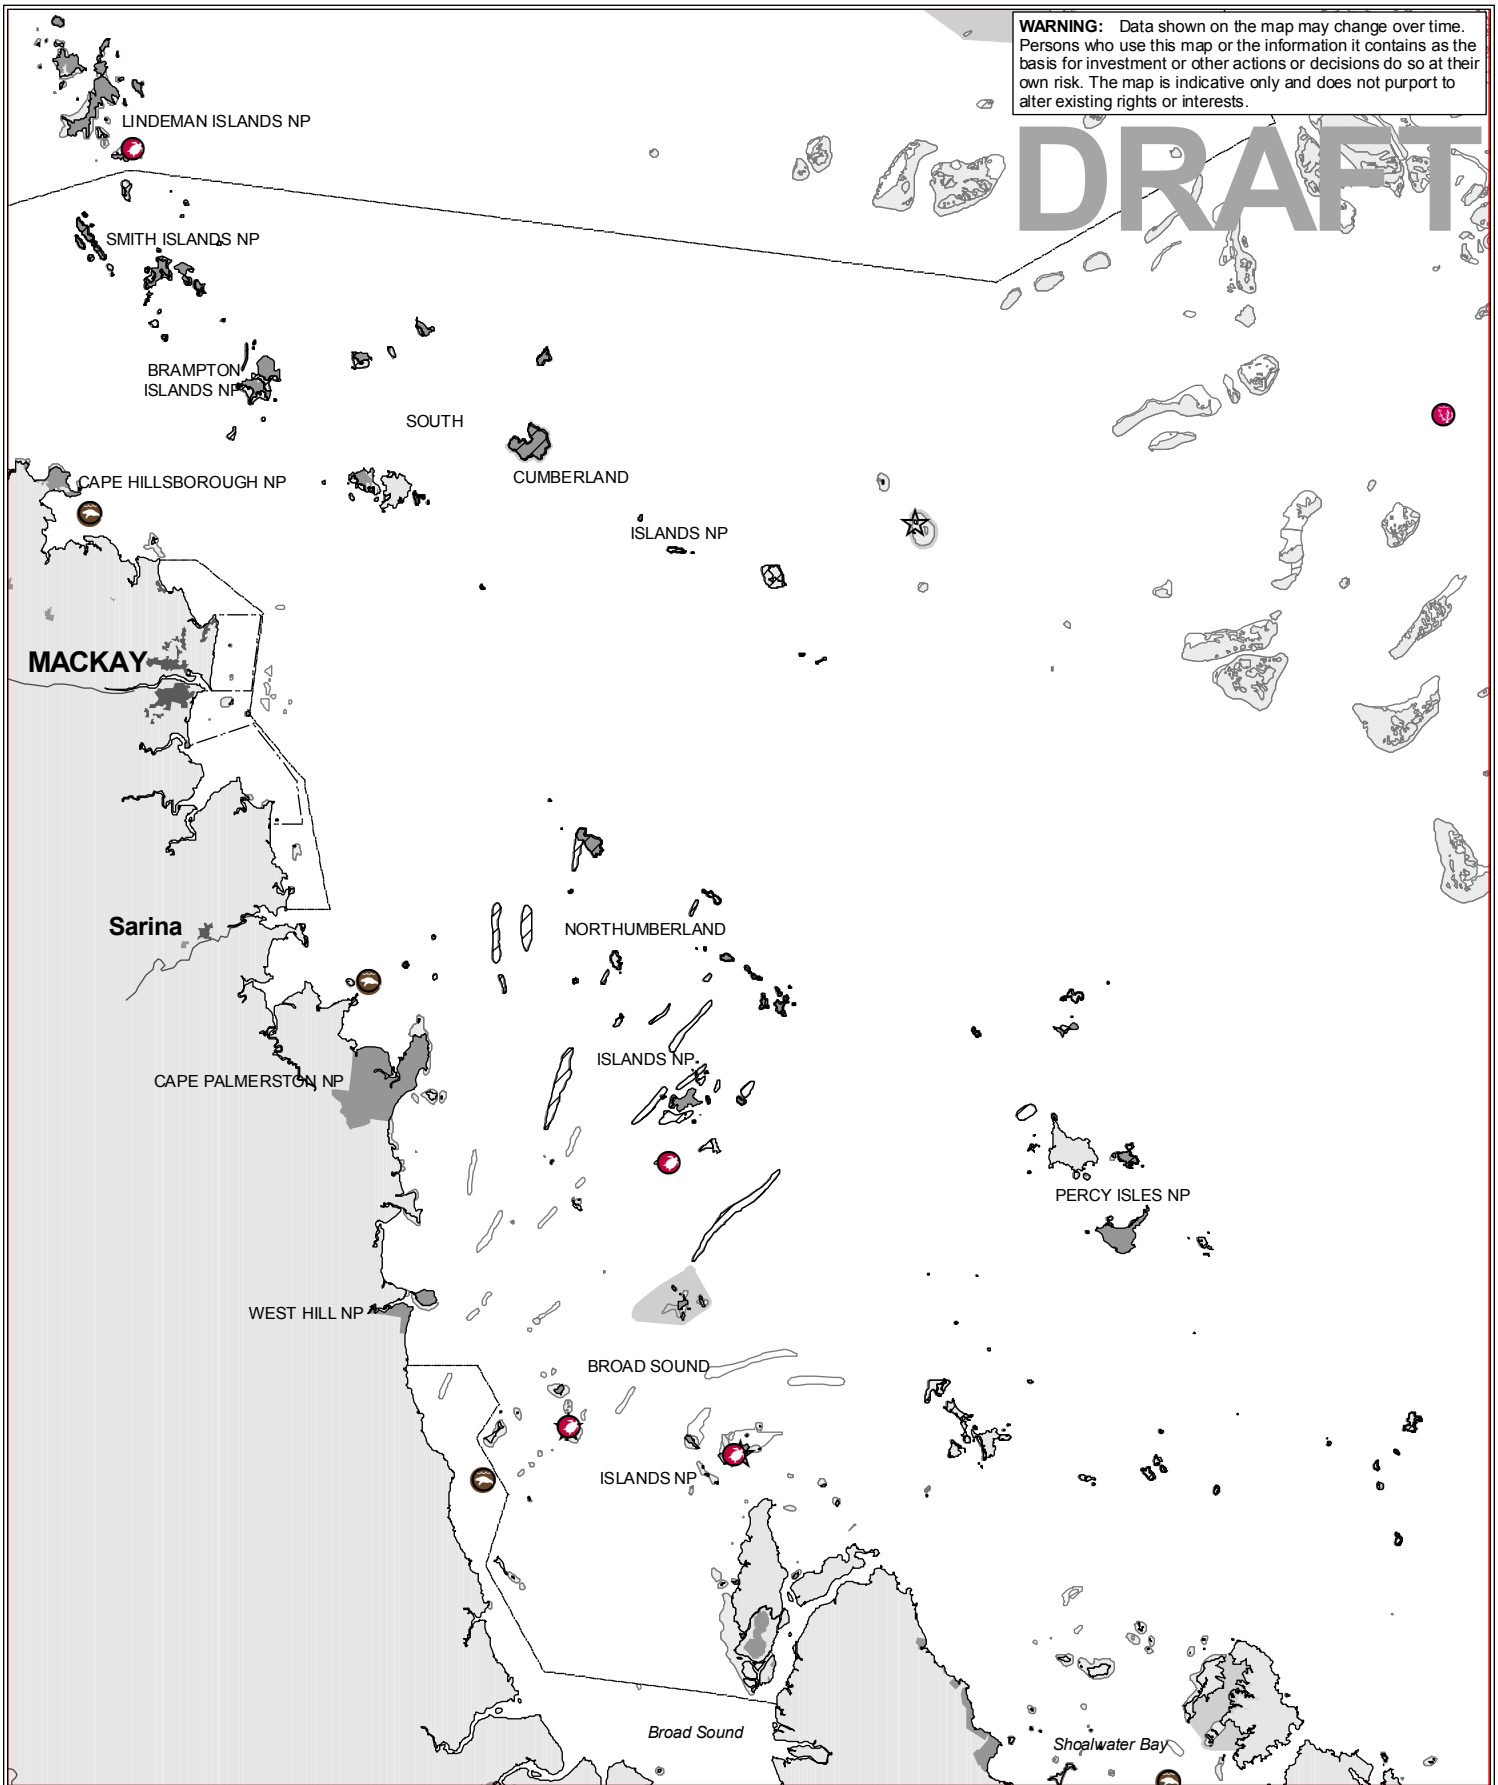 WARNING: Data shown on the map may change over time.
Persons who use this map or the information it contains as the
basis for investment or other actions or decisions do so at their
own risk. The map is indicative only and does not purport to
alter existing rights or interests.
DRAFT
LINDEMAN ISLANDS NP
SMITH ISLANDS NP
BRAMPTON
ISLANDS NP
SOUTH
CUMBERLAND
ISLANDS NP
CAPE HILLSBOROUGH NP
MACKAY
Sarina
NORTHUMBERLAND
ISLANDS NP
CAPE PALMERSTON NP
PERCY ISLES NP
WEST HILL NP
BROAD SOUND
ISLANDS NP
Broad Sound
Shoalwater Bay